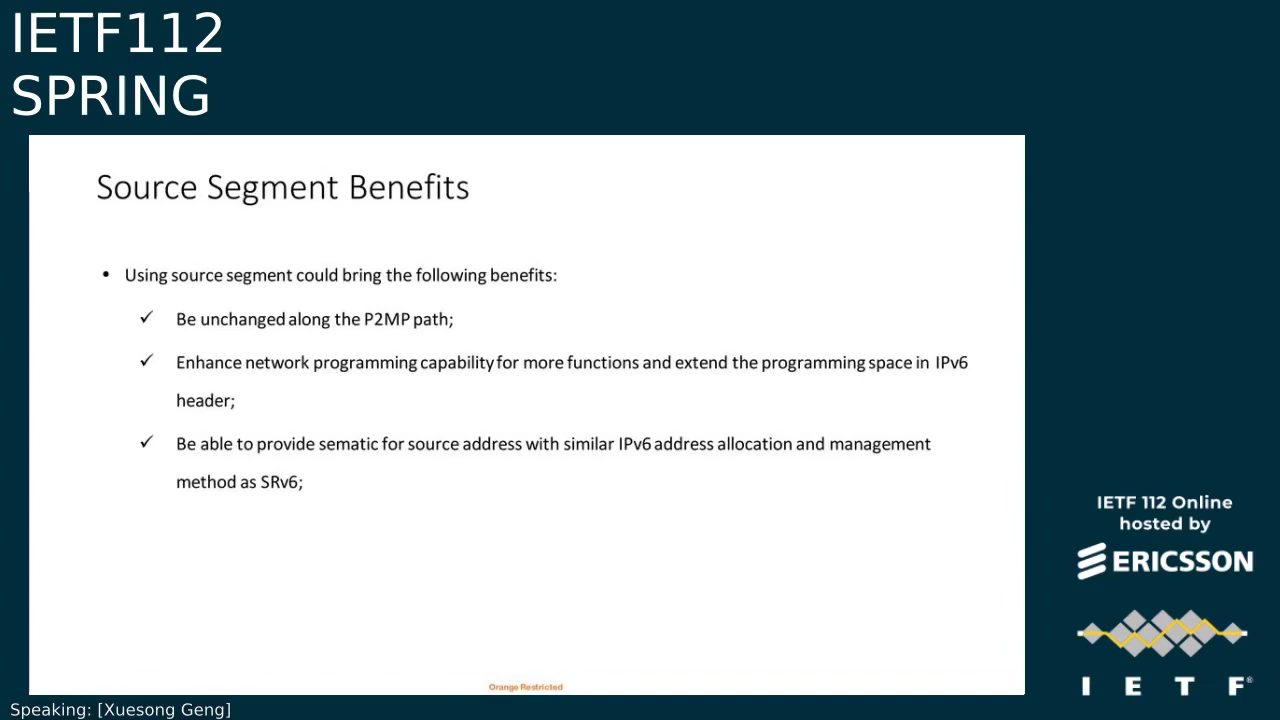 IETF112
SPRING
Source Segment Benefits
• Using source segment could bring the following benefits:
✓ Be unchanged along the P2MP path;
✓ Enhance network programming capability for more functions and extend the programming space in IPv6
header;
✓ Be able to provide sematic for source address with similar IPv6 address allocation and management
method as SRv6;
Orange Restricted
IETF 112 Online
hosted by
ERICSSON
I E T F®
Speaking: [Xuesong Geng]